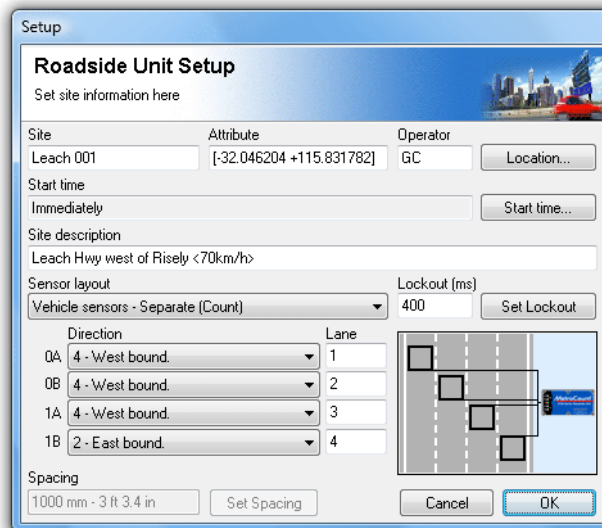 Setup
Roadside Unit Setup
Set site information here
Site Attribute Operator
Leach 001 [-32.046204 +115.831782] GC Location...
Start time
Immediately Start time...
Site description
Leach Hwy west of Risely <70km/h>
Sensor layout Lockout (ms)
Vehicle sensors - Separate (Count) 400 Set Lockout
Direction Lane
0A 4 - West bound. 1
0B 4 - West bound. 2
1A 4 - West bound. 3
1B 2 - East bound. 4
MetroCount
Spacing
1000 mm - 3 ft 3.4 in Set Spacing Cancel OK